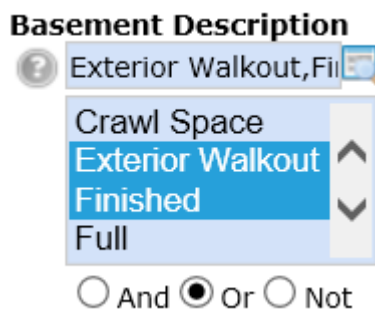 Basement Description
? Exterior Walkout,Fi
Crawl Space
Exterior Walkout
Finished
Full
And Or Not